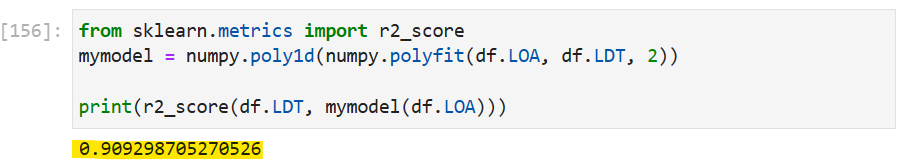 [156]: from sklearn.metrics import r2_score
mymodel = numpy.poly1d(numpy.polyfit(df.LOA, df.LDT, 2))
print(r2_score(df.LDT, mymodel(df.LOA)))
0.909298705270526